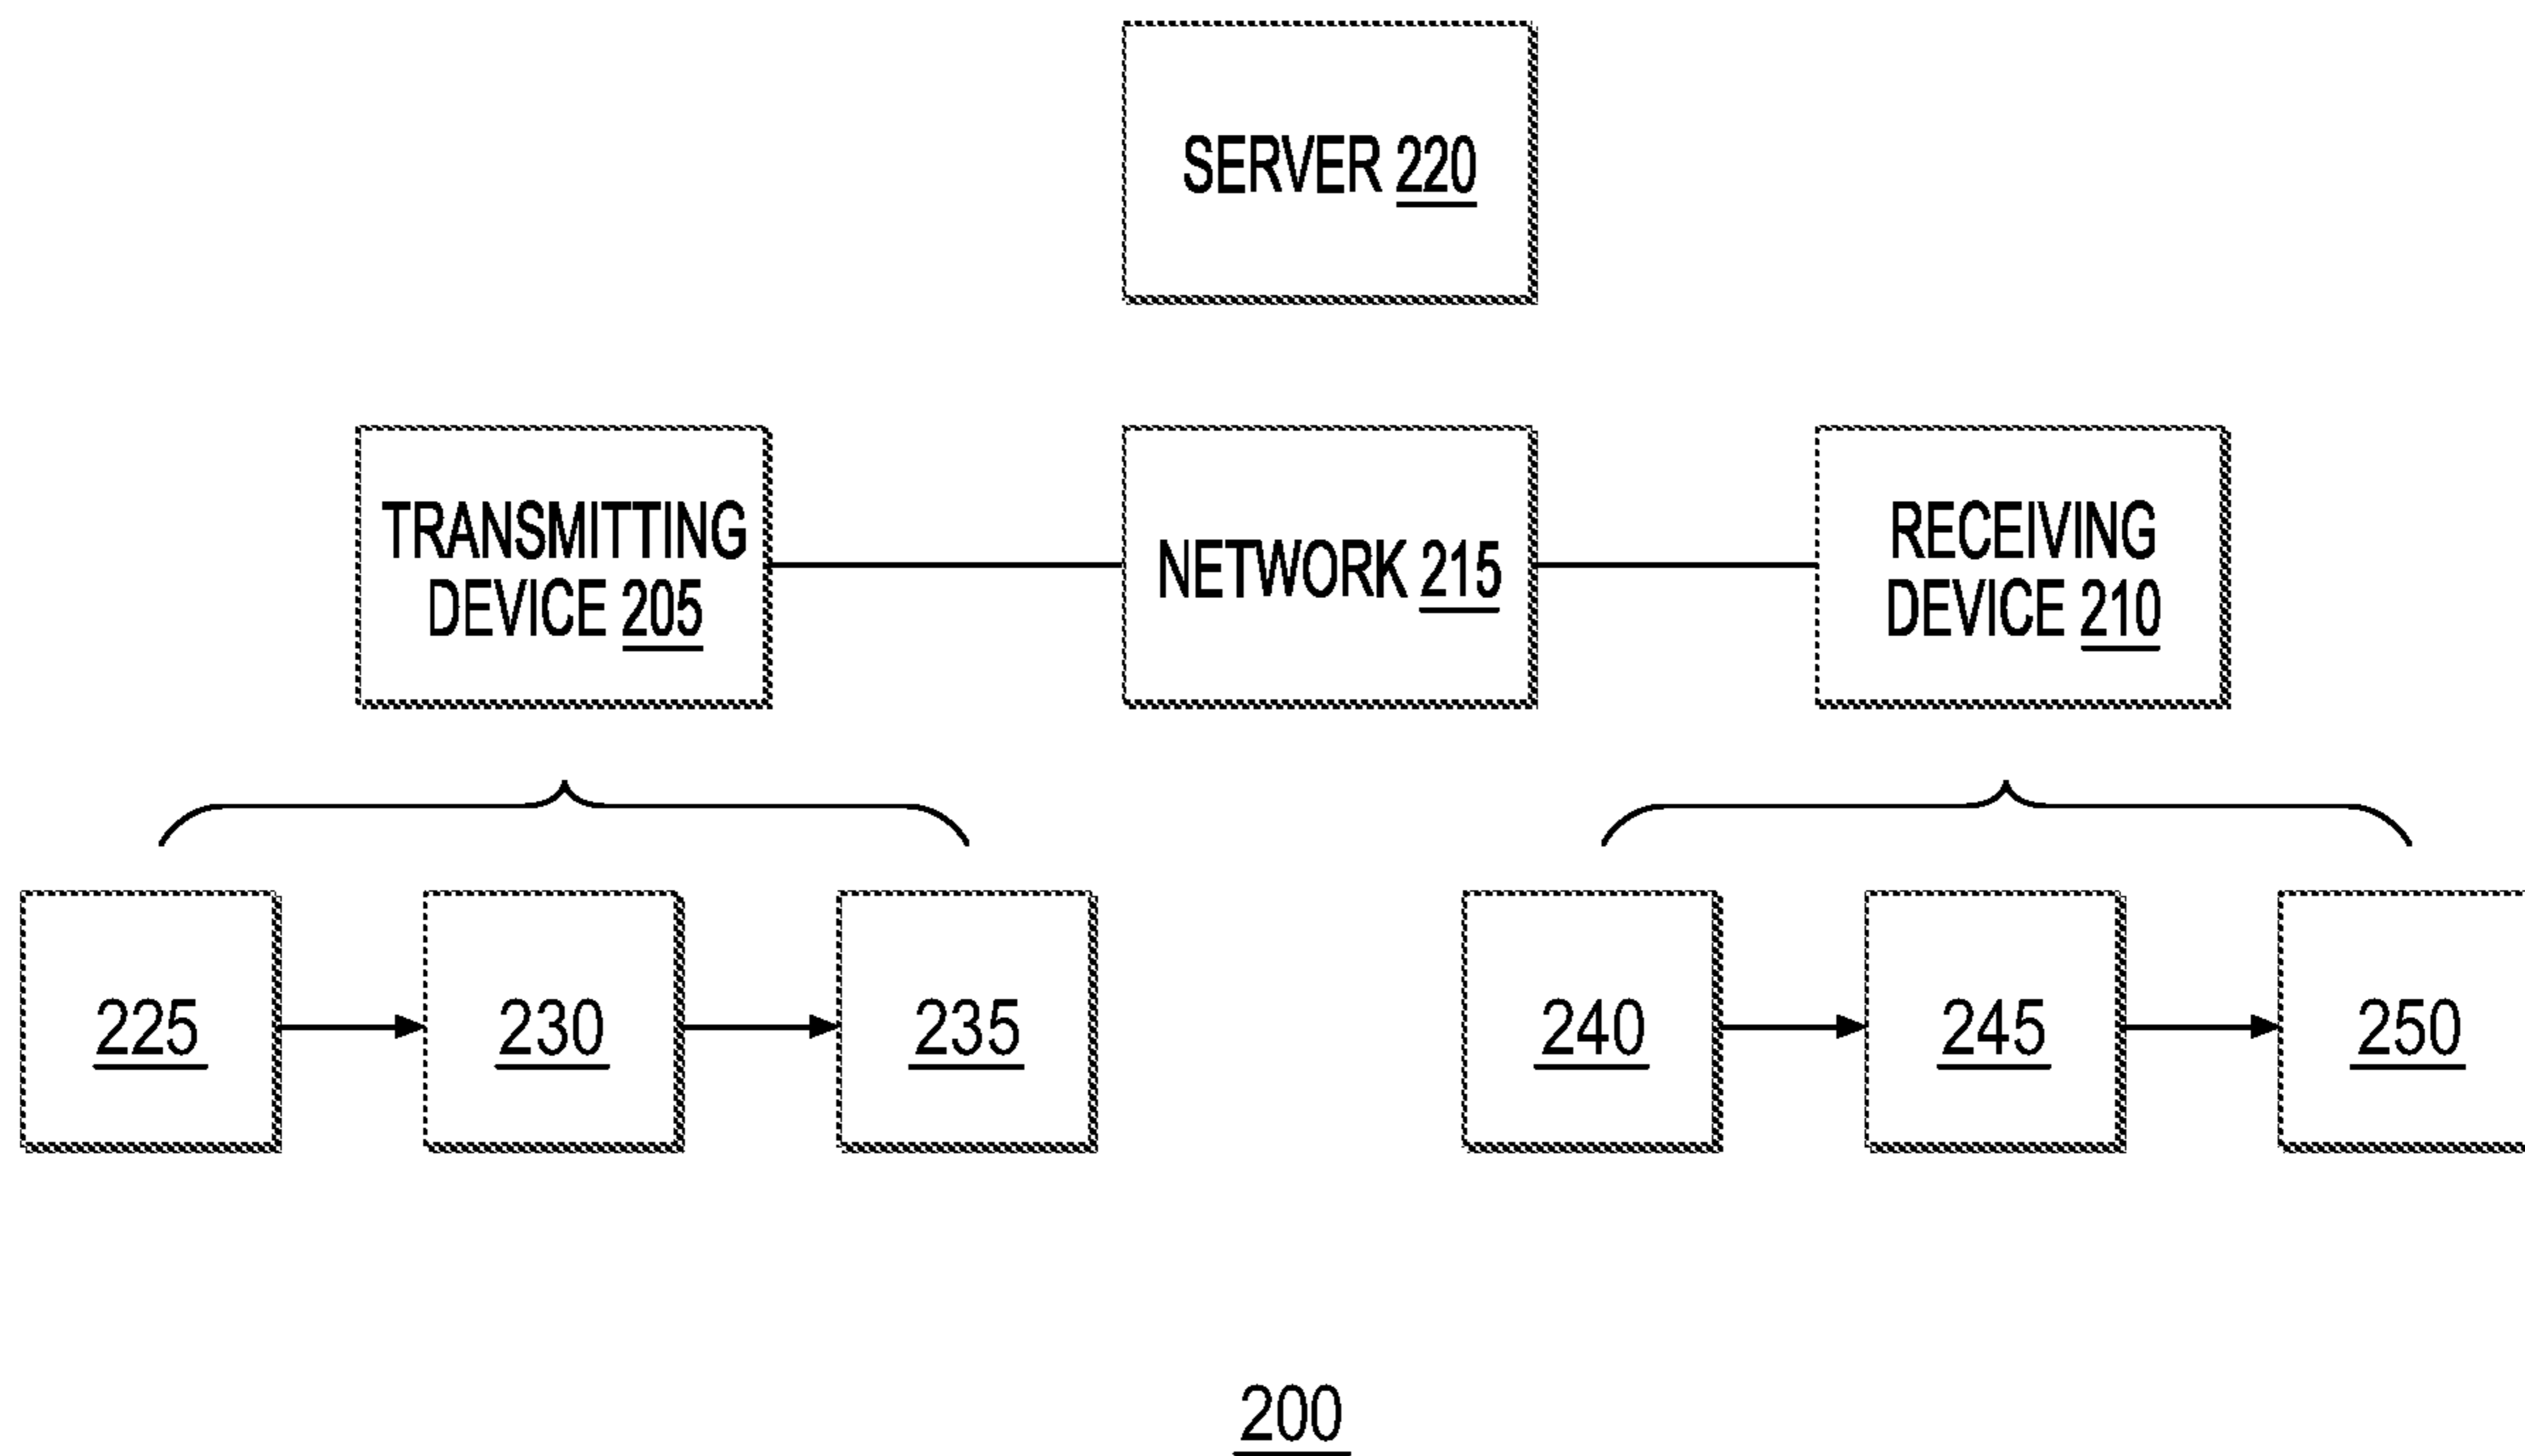 SERVER 220
TRANSMITTING
DEVICE 205
NETWORK 215
RECEIVING
DEVICE 210
225
230
235
240
245
250
200